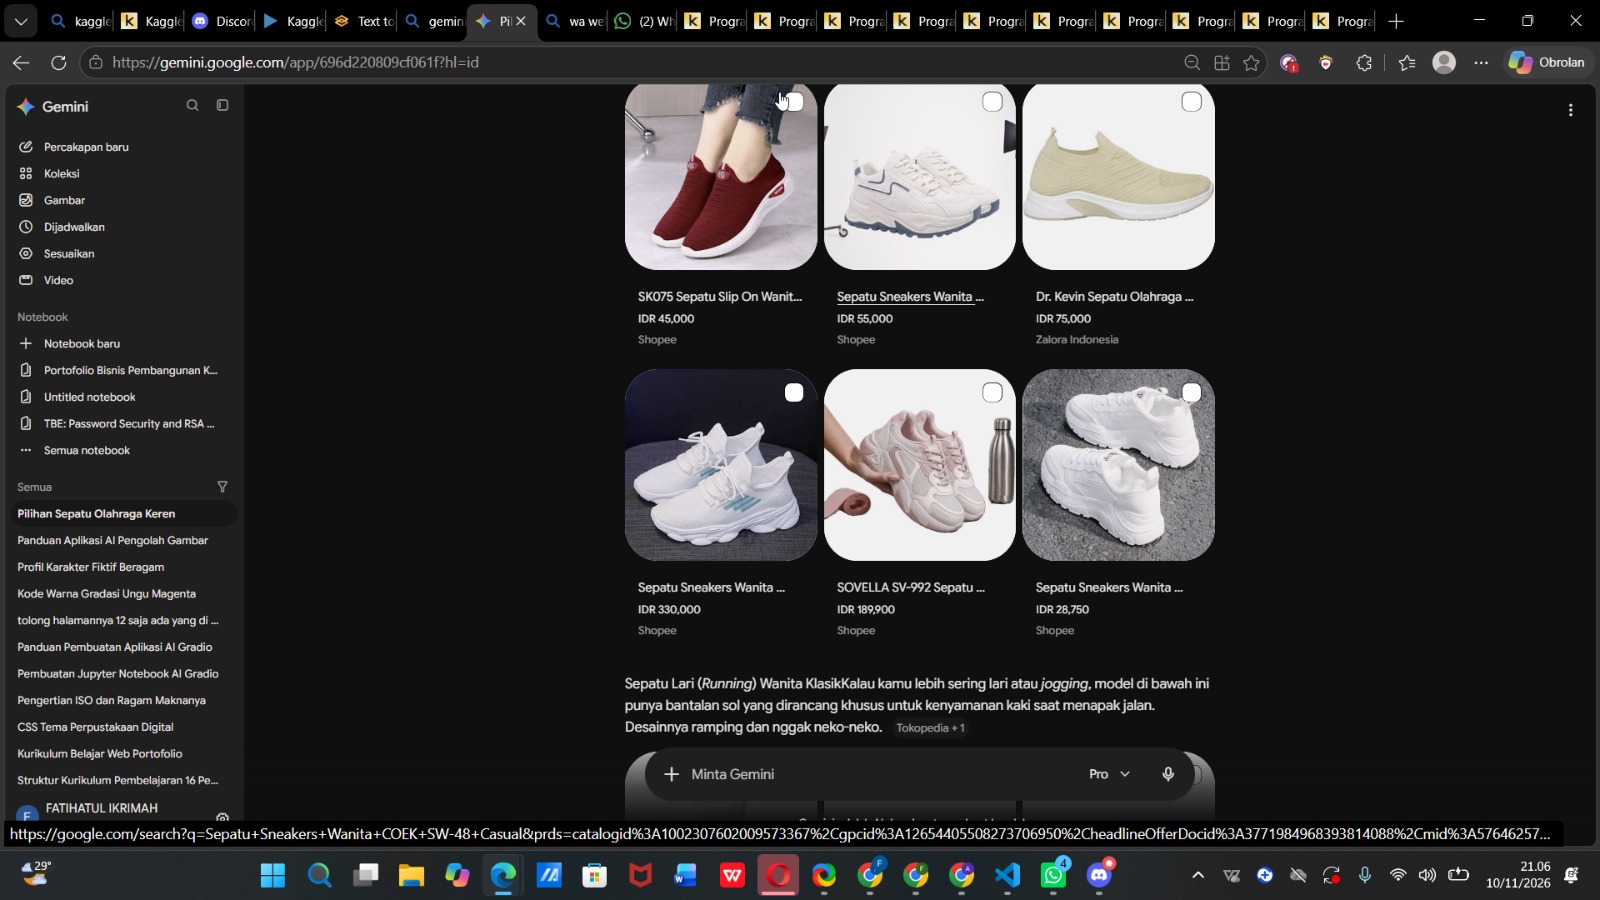 kaggle
Kaggle
Discor
Kaggle
Text to
gemin
Pi
wa we
(2) Wh
Progra
Progra
Progra
Progra
Progra
Progra
Progra
Progra
Progra
Progra
https://gemini.google.com/app/696d220809cf061f?hl=id
Obrolan
Gemini
Percakapan baru
Koleksi
Gambar
Dijadwalkan
Sesuaikan
Video
Notebook
Notebook baru
Portofolio Bisnis Pembangunan K...
Untitled notebook
TBE: Password Security and RSA ...
Semua notebook
Semua
Pilihan Sepatu Olahraga Keren
Panduan Aplikasi AI Pengolah Gambar
Profil Karakter Fiktif Beragam
Kode Warna Gradasi Ungu Magenta
tolong halamannya 12 saja ada yang di ...
Panduan Pembuatan Aplikasi AI Gradio
Pembuatan Jupyter Notebook AI Gradio
Pengertian ISO dan Ragam Maknanya
CSS Tema Perpustakaan Digital
Kurikulum Belajar Web Portofolio
Struktur Kurikulum Pembelajaran 16 Pe...
FATIHATUL IKRIMAH
SK075 Sepatu Slip On Wanit...
IDR 45,000
Shopee
Sepatu Sneakers Wanita ...
IDR 55,000
Shopee
Dr. Kevin Sepatu Olahraga ...
IDR 75,000
Zalora Indonesia
Sepatu Sneakers Wanita ...
IDR 330,000
Shopee
SOVELLA SV-992 Sepatu ...
IDR 189,900
Shopee
Sepatu Sneakers Wanita ...
IDR 28,750
Shopee
Sepatu Lari (Running) Wanita KlasikKalau kamu lebih sering lari atau jogging, model di bawah ini
punya bantalan sol yang dirancang khusus untuk kenyamanan kaki saat menapak jalan.
Desainnya ramping dan nggak neko-neko. Tokopedia + 1
Minta Gemini
Pro
https://google.com/search?q=Sepatu+Sneakers+Wanita+COEK+SW-48+Casual&prds=catalogid%3A10023076020095733​67%2Cgpcid%3A12654405508273706950%2CheadlineOfferDocid%3A3771984968393814088%2Cmid%3A57646257...
29°
4
21.06
10/11/2026